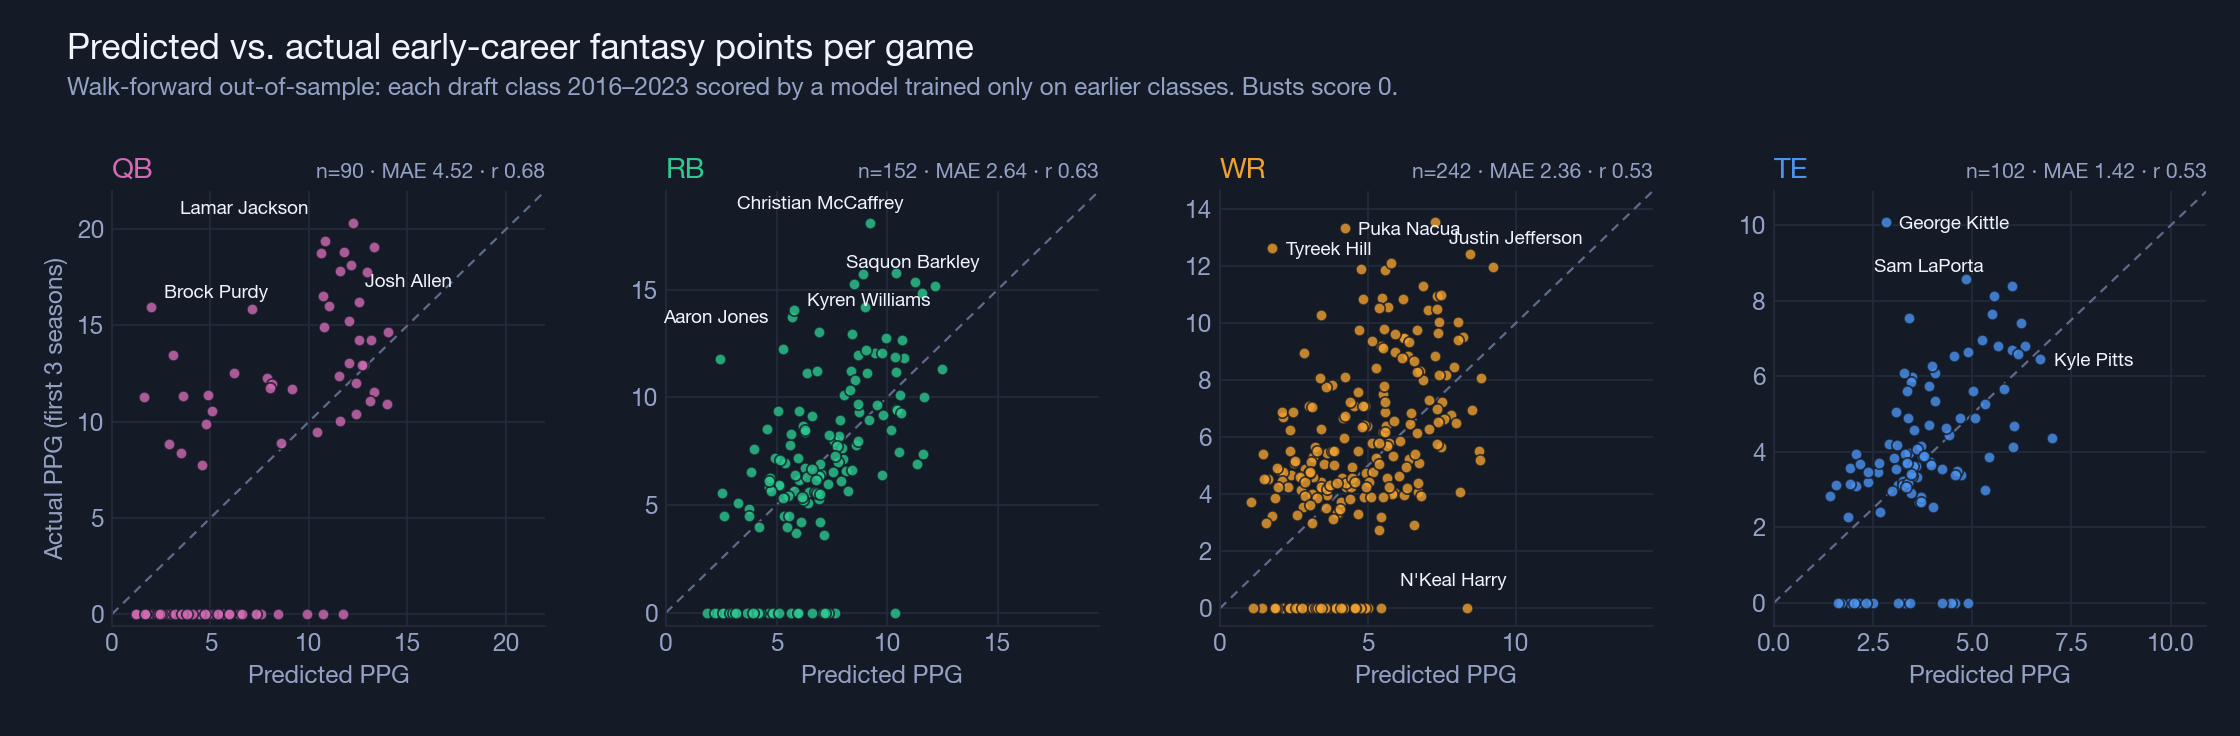 Predicted vs. actual early-career fantasy points per game
Walk-forward out-of-sample: each draft class 2016–2023 scored by a model trained only on earlier classes. Busts score 0.
QB
n=90 · MAE 4.52 · r 0.68
Lamar Jackson
Brock Purdy
Josh Allen
Actual PPG (first 3 seasons)
20
15
10
5
0
0
5
10
15
20
Predicted PPG
RB
n=152 · MAE 2.64 · r 0.63
Christian McCaffrey
Saquon Barkley
Kyren Williams
Aaron Jones
15
10
5
0
0
5
10
15
Predicted PPG
WR
n=242 · MAE 2.36 · r 0.53
Puka Nacua
Justin Jefferson
Tyreek Hill
N'Keal Harry
14
12
10
8
6
4
2
0
0
5
10
Predicted PPG
TE
n=102 · MAE 1.42 · r 0.53
George Kittle
Sam LaPorta
Kyle Pitts
10
8
6
4
2
0
0.0
2.5
5.0
7.5
10.0
Predicted PPG